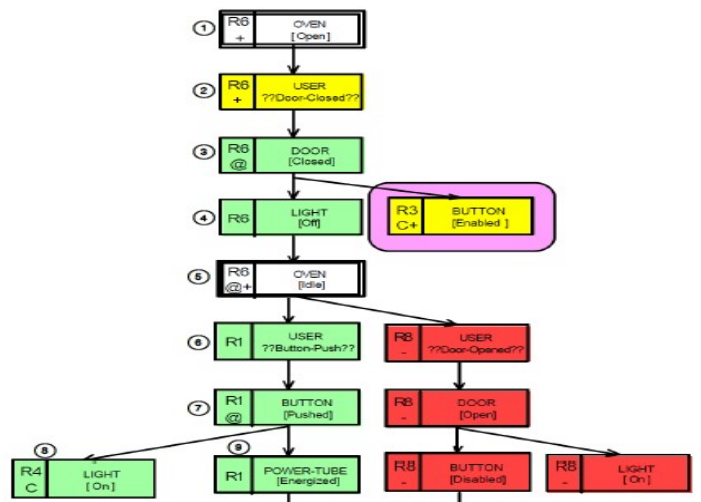 1 R6 + OVEN
[Open]
2 R6 + USER
??Door-Closed??
3 R6 @ DOOR
[Closed]
4 R6 LIGHT
[Off]
R3 C+ BUTTON
[Enabled ]
5 R6 @+ OVEN
[Idle]
6 R1 USER
??Button-Push??
R8 - USER
??Door-Opened??
7 R1 @ BUTTON
[Pushed]
R8 - DOOR
[Open]
8 R4 C LIGHT
[On]
9 R1 POWER-TUBE
[Energized]
R8 - BUTTON
[Disabled]
R8 - LIGHT
[On]